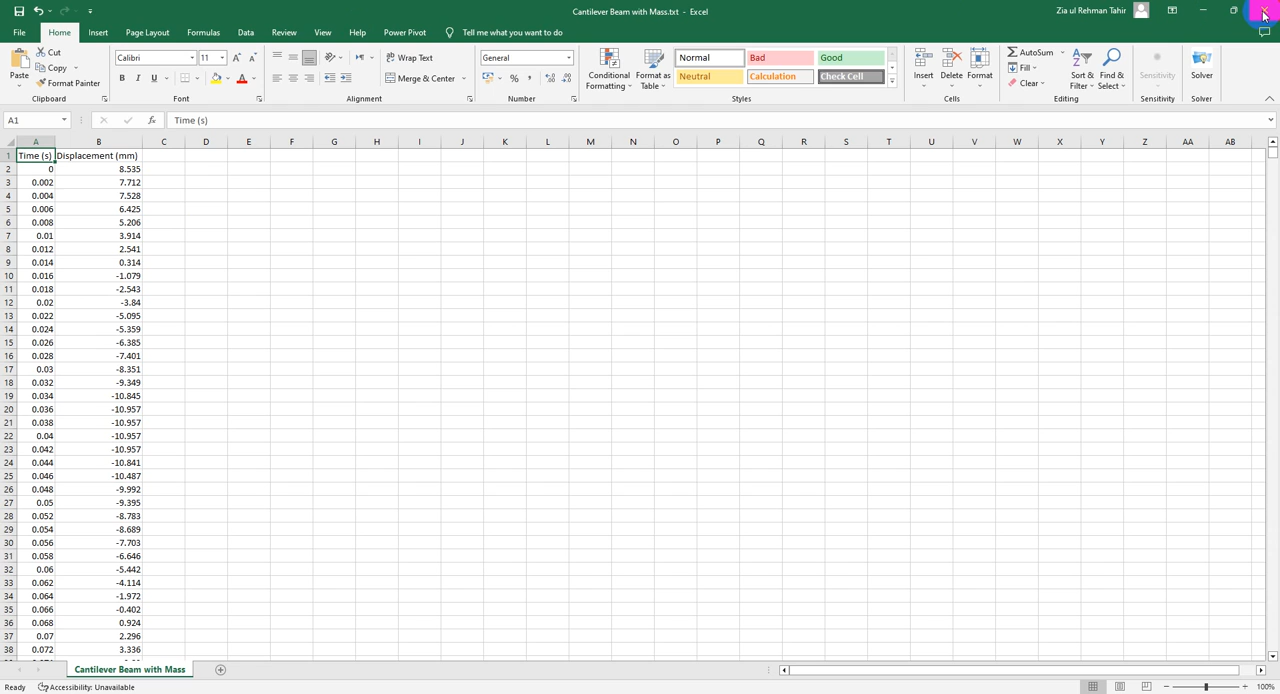 Cantilever Beam with Mass.txt - Excel
Zia ul Rehman Tahir
File Home Insert Page Layout Formulas Data Review View Help Power Pivot Tell me what you want to do
Paste
Cut
Copy
Format Painter
Clipboard
Calibri 11
B I U
Font
Wrap Text
Merge & Center
Alignment
General
% ,
Number
Conditional Formatting
Format as Table
Normal Bad Good
Neutral Calculation Check Cell
Styles
Insert Delete Format
Cells
AutoSum
Fill
Clear
Sort & Filter
Find & Select
Editing
Sensitivity
Sensitivity
Solver
Solver
A1 fx Time (s)
A B C D E F G H I J K L M N O P Q R S T U V W X Y Z AA AB
1 Time (s) Displacement (mm)
2 0 8.535
3 0.002 7.712
4 0.004 7.528
5 0.006 6.425
6 0.008 5.206
7 0.01 3.914
8 0.012 2.541
9 0.014 0.314
10 0.016 -1.079
11 0.018 -2.543
12 0.02 -3.84
13 0.022 -5.095
14 0.024 -5.359
15 0.026 -6.385
16 0.028 -7.401
17 0.03 -8.351
18 0.032 -9.349
19 0.034 -10.845
20 0.036 -10.957
21 0.038 -10.957
22 0.04 -10.957
23 0.042 -10.957
24 0.044 -10.841
25 0.046 -10.487
26 0.048 -9.992
27 0.05 -9.395
28 0.052 -8.783
29 0.054 -8.689
30 0.056 -7.703
31 0.058 -6.646
32 0.06 -5.442
33 0.062 -4.114
34 0.064 -1.972
35 0.066 -0.402
36 0.068 0.924
37 0.07 2.296
38 0.072 3.336
Cantilever Beam with Mass
Ready Accessibility: Unavailable 100%